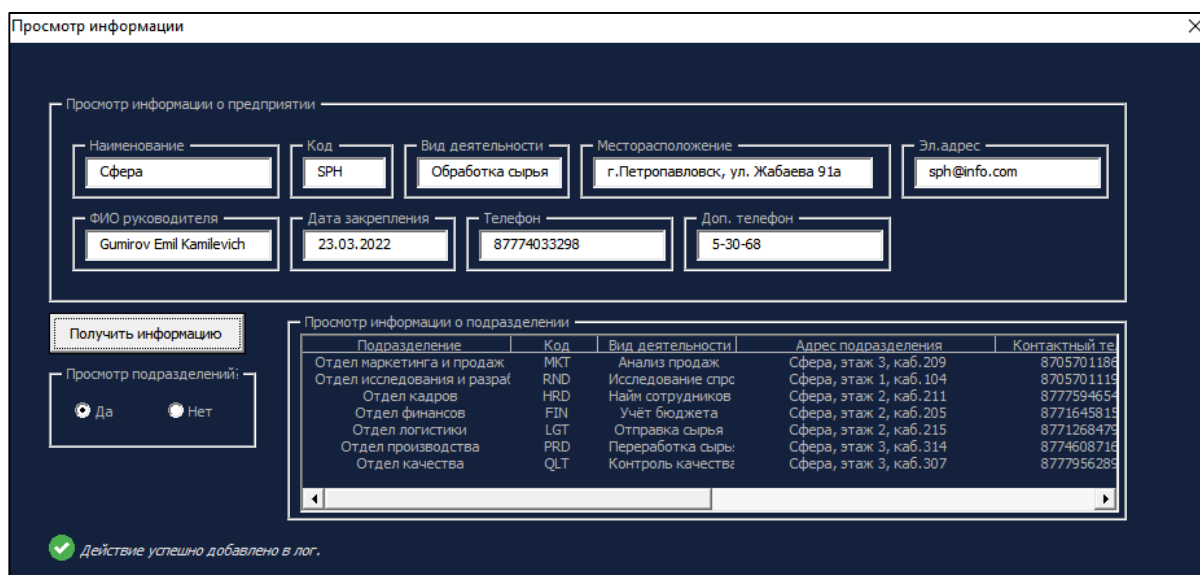 Просмотр информации
Просмотр информации о предприятии
Наименование Код Вид деятельности Месторасположение Эл.адрес
Сфера SPH Обработка сырья г.Петропавловск, ул. Жабаева 91а sph@info.com
ФИО руководителя Дата закрепления Телефон Доп. телефон
Gumirov Emil Kamilevich 23.03.2022 87774033298 5-30-68
Получить информацию
Просмотр подразделений:
Да Нет
Просмотр информации о подразделении
Подразделение Код Вид деятельности Адрес подразделения Контактный те
Отдел маркетинга и продаж MKT Анализ продаж Сфера, этаж 3, каб.209 8705701186
Отдел исследования и разраб RND Исследование спрс Сфера, этаж 1, каб.104 8705701119
Отдел кадров HRD Найм сотрудников Сфера, этаж 2, каб.211 8777594654
Отдел финансов FIN Учёт бюджета Сфера, этаж 2, каб.205 8771645815
Отдел логистики LGT Отправка сырья Сфера, этаж 2, каб.215 8771268479
Отдел производства PRD Переработка сырь Сфера, этаж 3, каб.314 8774608716
Отдел качества QLT Контроль качества Сфера, этаж 3, каб.307 8777956289
Действие успешно добавлено в лог.